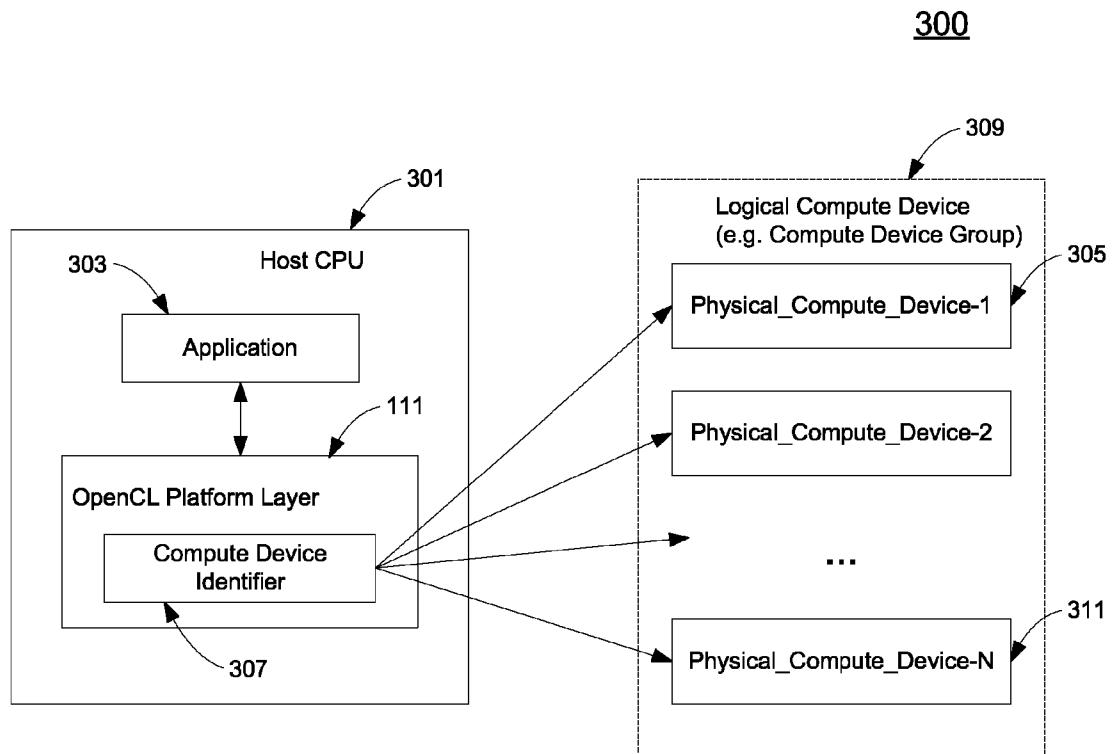 300
309
301
Logical Compute Device
(e.g. Compute Device Group)
Host CPU
303
305
Physical_Compute_Device-1
Application
111
Physical_Compute_Device-2
OpenCL Platform Layer
Compute Device
Identifier
...
311
307
Physical_Compute_Device-N